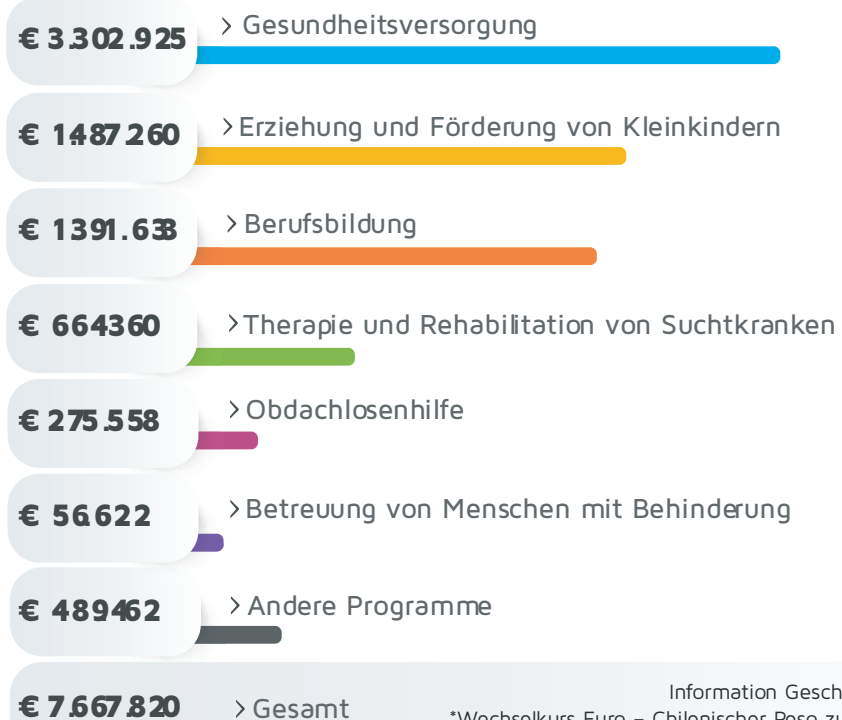 € 3.302.925 > Gesundheitsversorgung
€ 1.487.260 > Erziehung und Förderung von Kleinkindern
€ 1.391.633 > Berufsbildung
€ 664.360 > Therapie und Rehabilitation von Suchtkranken
€ 275.558 > Obdachlosenhilfe
€ 56.622 > Betreuung von Menschen mit Behinderung
€ 489.462 > Andere Programme
€ 7.667.820 > Gesamt
Information Gesch
*Wechselkurs Euro – Chilenischer Peso zu